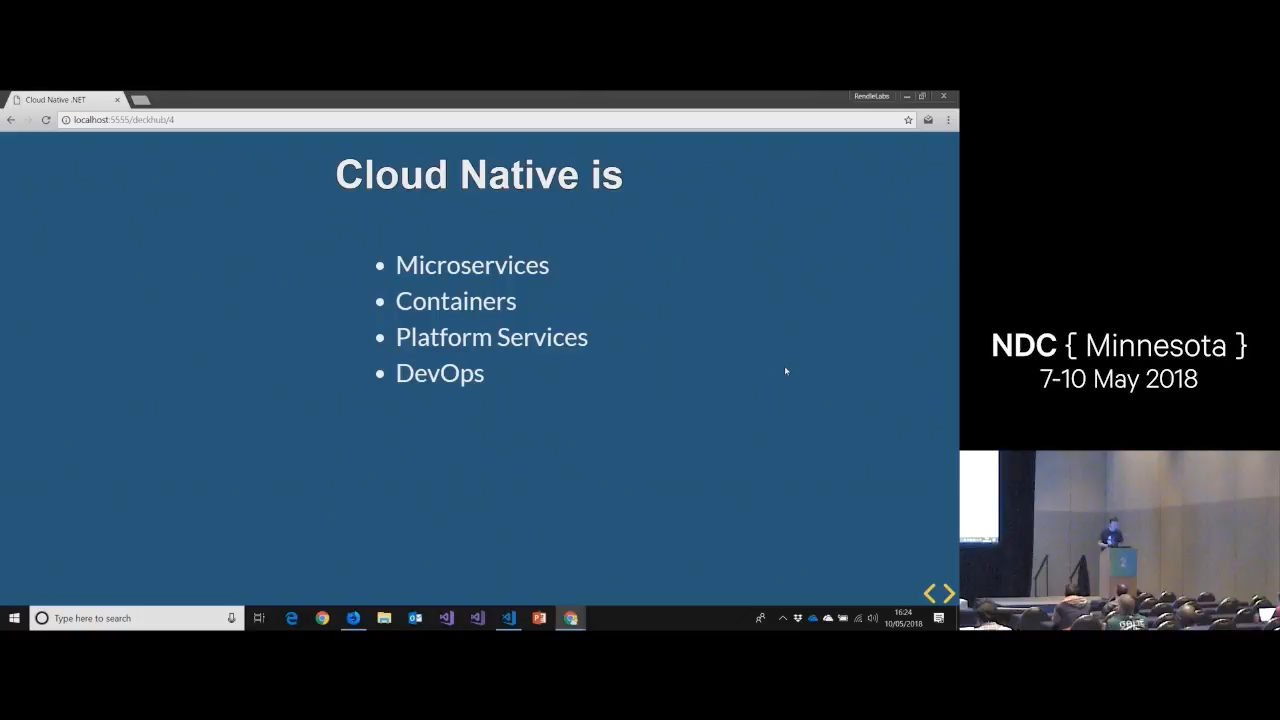 Cloud Native .NET
RendleLabs
localhost:5555/deckhub/4
Cloud Native is
• Microservices
• Containers
• Platform Services
• DevOps
Type here to search
16:24
10/05/2018
NDC { Minnesota }
7-10 May 2018